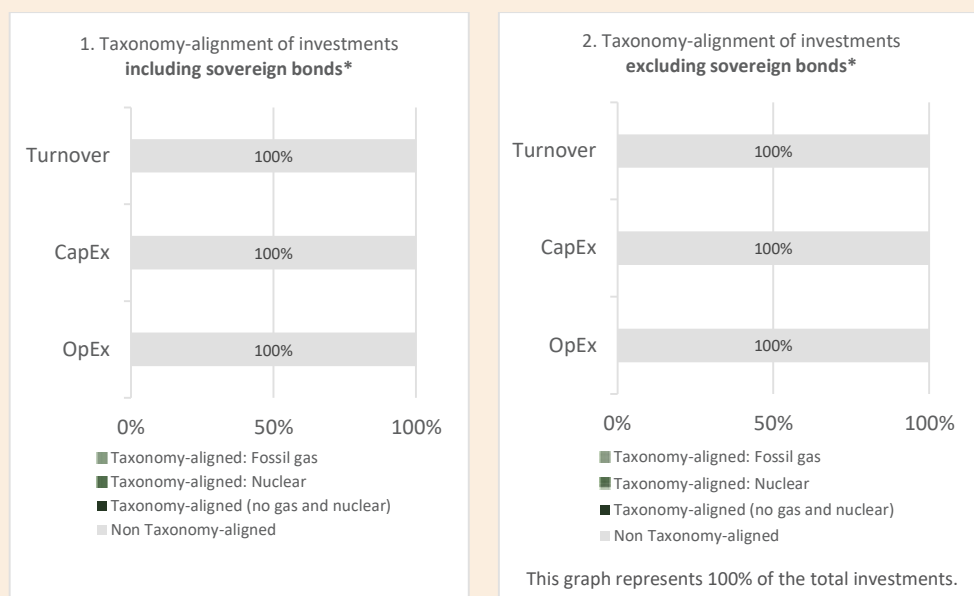 1. Taxonomy-alignment of investments
including sovereign bonds*
Turnover
100%
CapEx
100%
OpEx
100%
0%
50%
100%
Taxonomy-aligned: Fossil gas
Taxonomy-aligned: Nuclear
Taxonomy-aligned (no gas and nuclear)
Non Taxonomy-aligned
2. Taxonomy-alignment of investments
excluding sovereign bonds*
Turnover
100%
CapEx
100%
OpEx
100%
0%
50%
100%
Taxonomy-aligned: Fossil gas
Taxonomy-aligned: Nuclear
Taxonomy-aligned (no gas and nuclear)
Non Taxonomy-aligned
This graph represents 100% of the total investments.